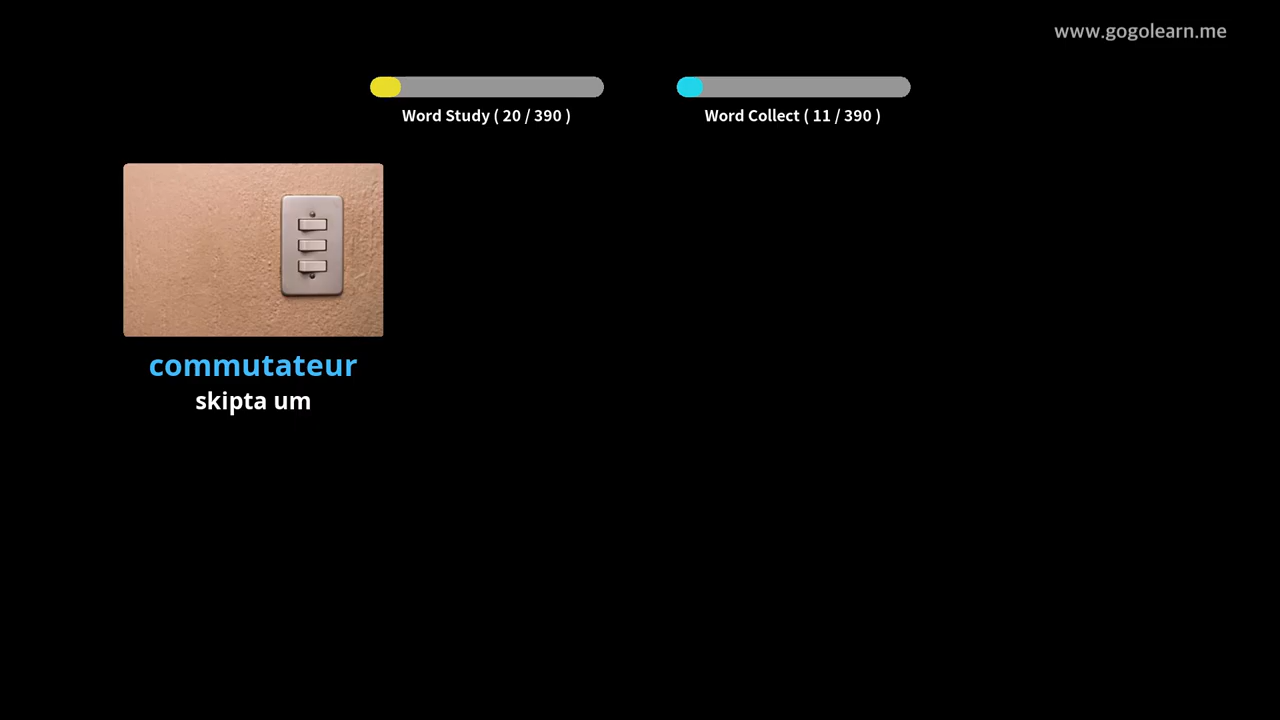 www.gogolearn.me
Word Study ( 20 / 390 )
Word Collect ( 11 / 390 )
commutateur
skipta um